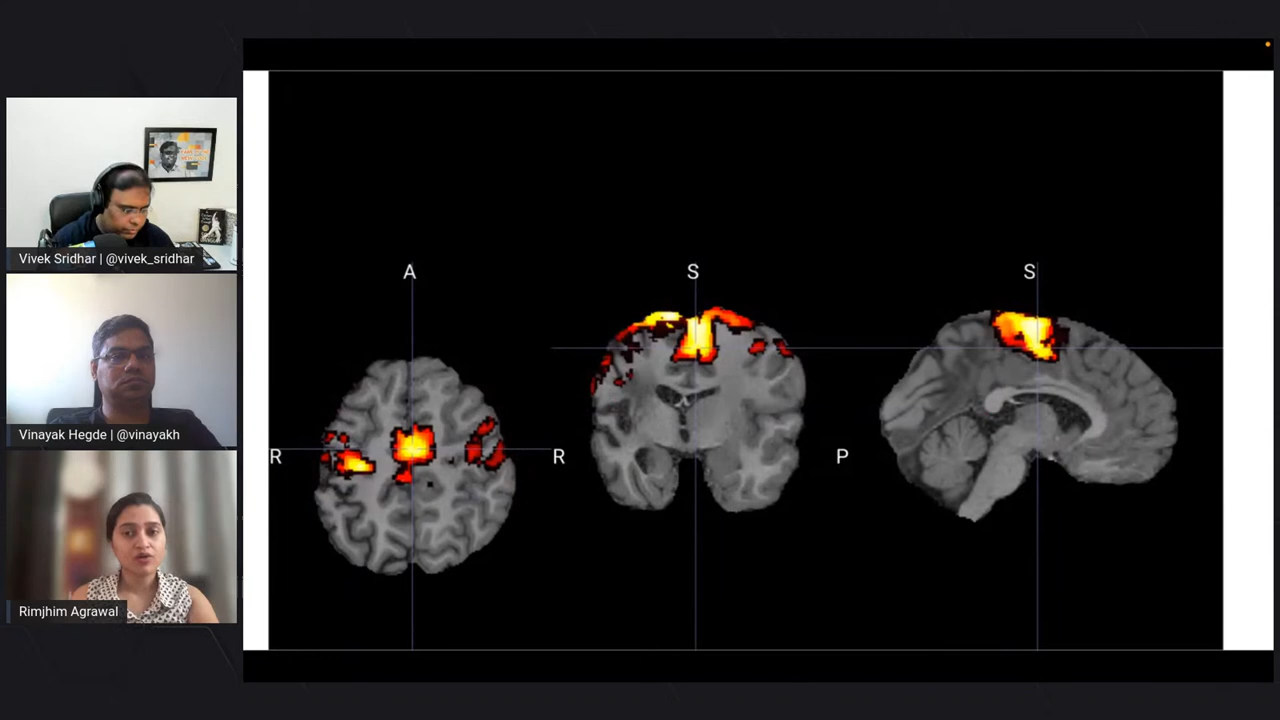 Vivek Sridhar | @vivek_sridhar
Vinayak Hegde | @vinayakh
Rimjhim Agrawal
A
S
S
R
R
P